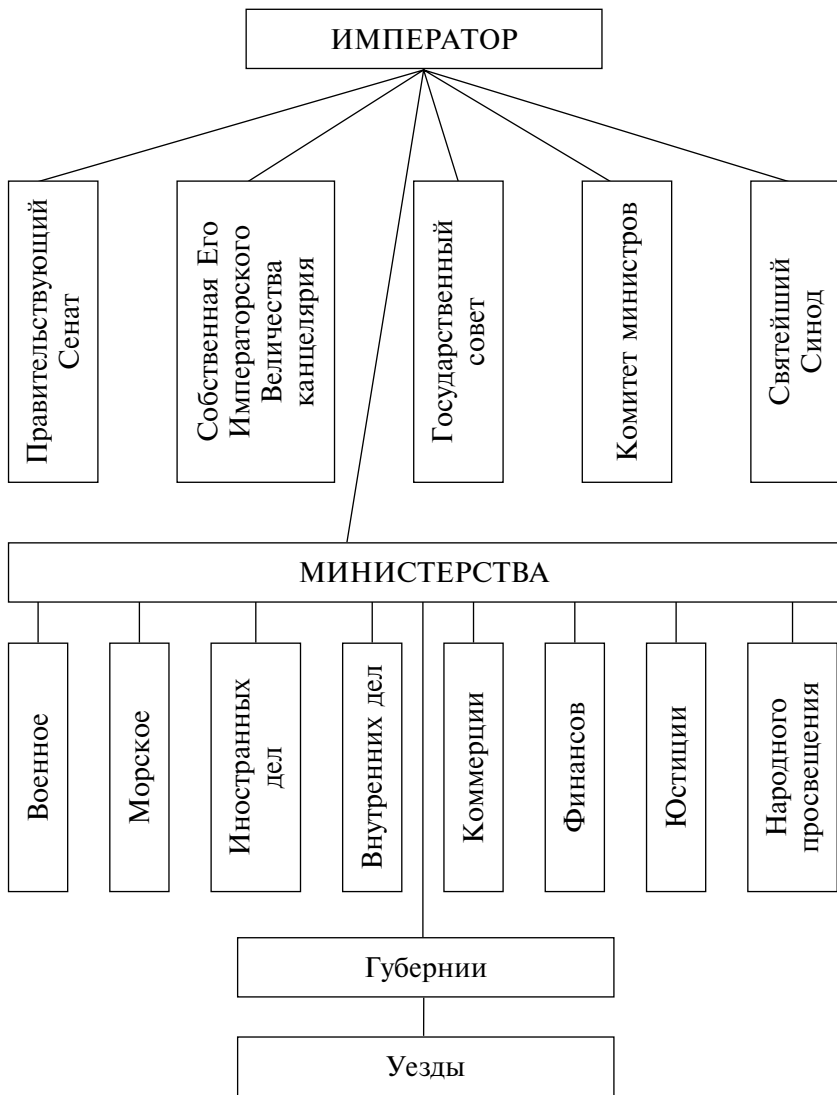 ИМПЕРАТОР
Правительствующий
Сенат
Собственная Его
Императорского
Величества
канцелярия
Государственный
совет
Комитет министров
Святейший
Синод
МИНИСТЕРСТВА
Военное
Морское
Иностранных
дел
Внутренних дел
Коммерции
Финансов
Юстиции
Народного
просвещения
Губернии
Уезды